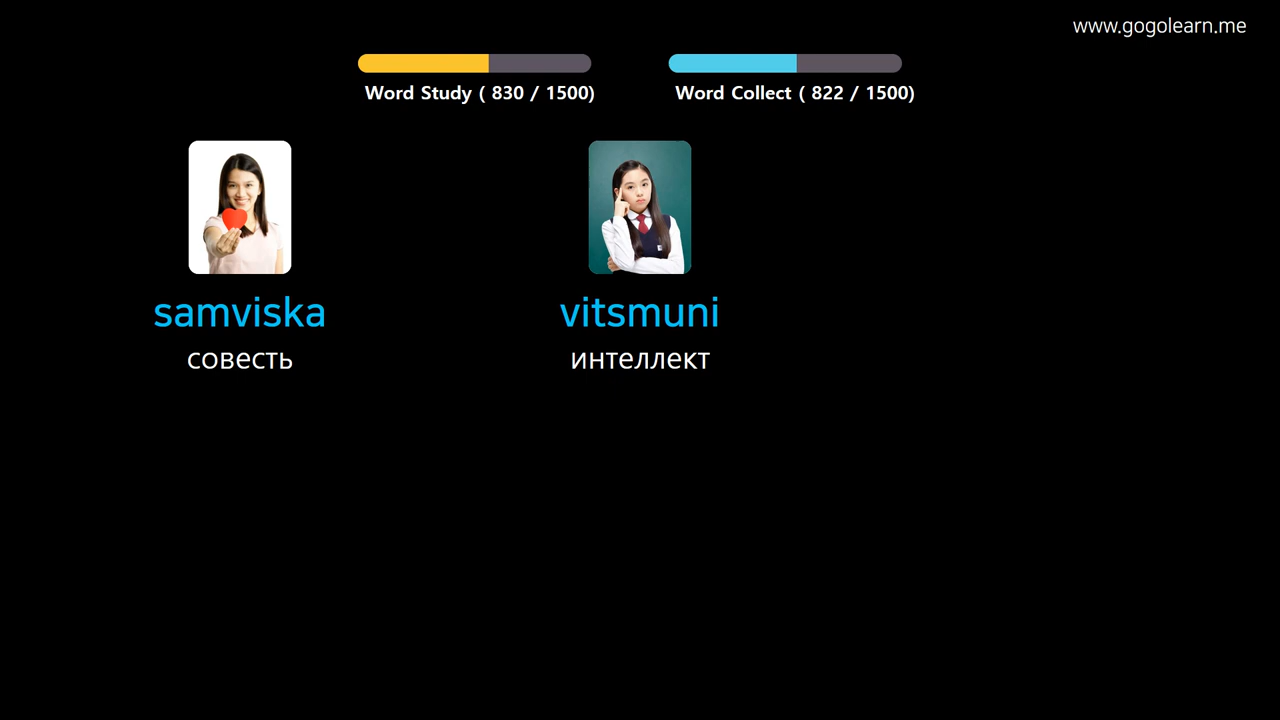 www.gogolearn.me
Word Study ( 830 / 1500)
Word Collect ( 822 / 1500)
samviska
совесть
vitsmuni
интеллект